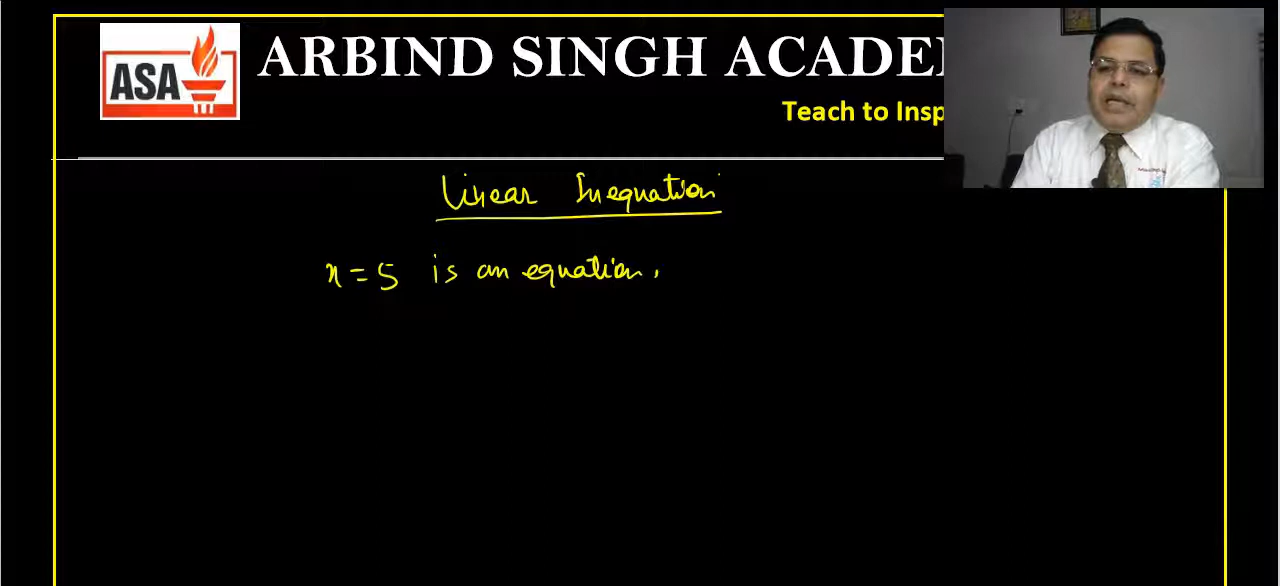 ASA
ARBIND SINGH ACADE
Teach to Insp
Linear Inequation
x = 5 is an equation.